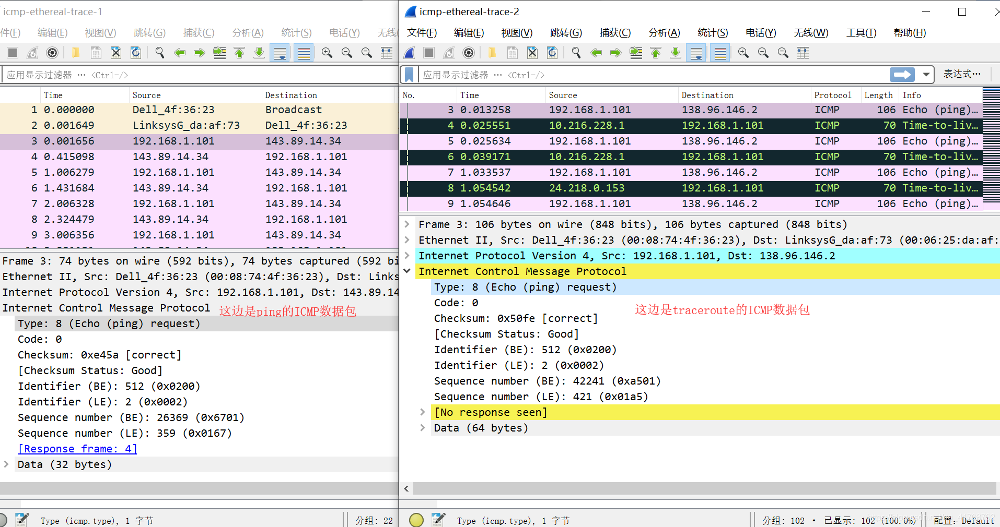 icmp-ethereal-trace-1
件(F) 编辑(E) 视图(V) 跳转(G) 捕获(C) 分析(A) 统计(S) 电话(Y) 无线(
应用显示过滤器 … <Ctrl-/>
Time Source Destination
1 0.000000 Dell_4f:36:23 Broadcast
2 0.001649 LinksysG_da:af:73 Dell_4f:36:23
3 0.001656 192.168.1.101 143.89.14.34
4 0.415098 143.89.14.34 192.168.1.101
5 1.006279 192.168.1.101 143.89.14.34
6 1.431684 143.89.14.34 192.168.1.101
7 2.006328 192.168.1.101 143.89.14.34
8 2.324479 143.89.14.34 192.168.1.101
9 3.006356 192.168.1.101 143.89.14.34
Frame 3: 74 bytes on wire (592 bits), 74 bytes captured (592 bi
Ethernet II, Src: Dell_4f:36:23 (00:08:74:4f:36:23), Dst: Links
Internet Protocol Version 4, Src: 192.168.1.101, Dst: 143.89.14
Internet Control Message Protocol 这边是ping的ICMP数据包
Type: 8 (Echo (ping) request)
Code: 0
Checksum: 0xe45a [correct]
[Checksum Status: Good]
Identifier (BE): 512 (0x0200)
Identifier (LE): 2 (0x0002)
Sequence number (BE): 26369 (0x6701)
Sequence number (LE): 359 (0x0167)
[Response frame: 4]
Data (32 bytes)
Type (icmp.type), 1 字节 分组: 22
icmp-ethereal-trace-2
文件(F) 编辑(E) 视图(V) 跳转(G) 捕获(C) 分析(A) 统计(S) 电话(Y) 无线(W) 工具(T) 帮助(H)
应用显示过滤器 … <Ctrl-/> 表达式…
No. Time Source Destination Protocol Length Info
3 0.013258 192.168.1.101 138.96.146.2 ICMP 106 Echo (ping)…
4 0.025551 10.216.228.1 192.168.1.101 ICMP 70 Time-to-liv…
5 0.025634 192.168.1.101 138.96.146.2 ICMP 106 Echo (ping)…
6 0.039171 10.216.228.1 192.168.1.101 ICMP 70 Time-to-liv…
7 1.033537 192.168.1.101 138.96.146.2 ICMP 106 Echo (ping)…
8 1.054542 24.218.0.153 192.168.1.101 ICMP 70 Time-to-liv…
9 1.054646 192.168.1.101 138.96.146.2 ICMP 106 Echo (ping)…
Frame 3: 106 bytes on wire (848 bits), 106 bytes captured (848 bits)
Ethernet II, Src: Dell_4f:36:23 (00:08:74:4f:36:23), Dst: LinksysG_da:af:73 (00:06:25:da:af:
Internet Protocol Version 4, Src: 192.168.1.101, Dst: 138.96.146.2
Internet Control Message Protocol
Type: 8 (Echo (ping) request)
Code: 0
这边是traceroute的ICMP数据包
Checksum: 0x50fe [correct]
[Checksum Status: Good]
Identifier (BE): 512 (0x0200)
Identifier (LE): 2 (0x0002)
Sequence number (BE): 42241 (0xa501)
Sequence number (LE): 421 (0x01a5)
[No response seen]
Data (64 bytes)
Type (icmp.type), 1 字节 分组: 102 · 已显示: 102 (100.0%) 配置: Default